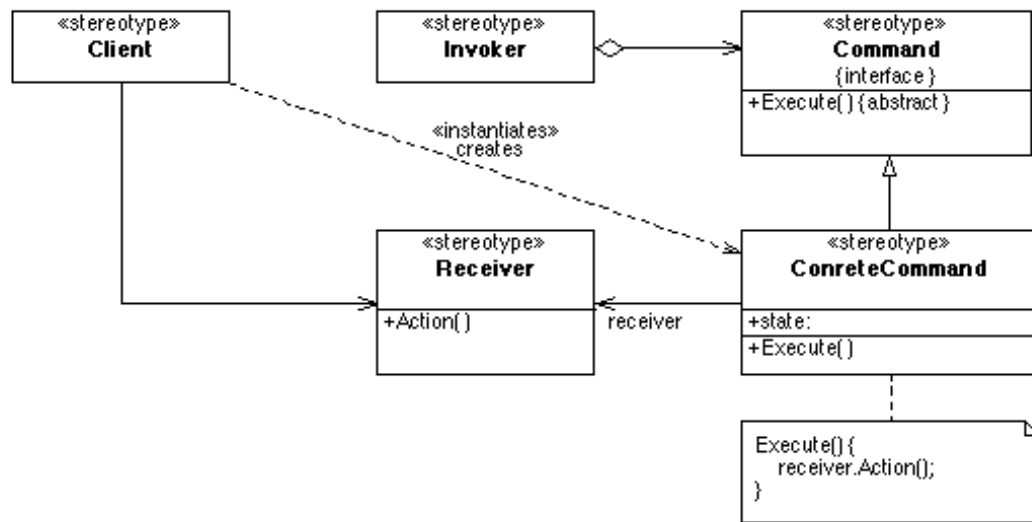 «stereotype»
Client
«stereotype»
Invoker
«stereotype»
Command
{interface}
+Execute(){abstract}
«instantiates»
creates
«stereotype»
Receiver
+Action()
receiver
«stereotype»
ConreteCommand
+state:
+Execute()
Execute(){
receiver.Action();
}